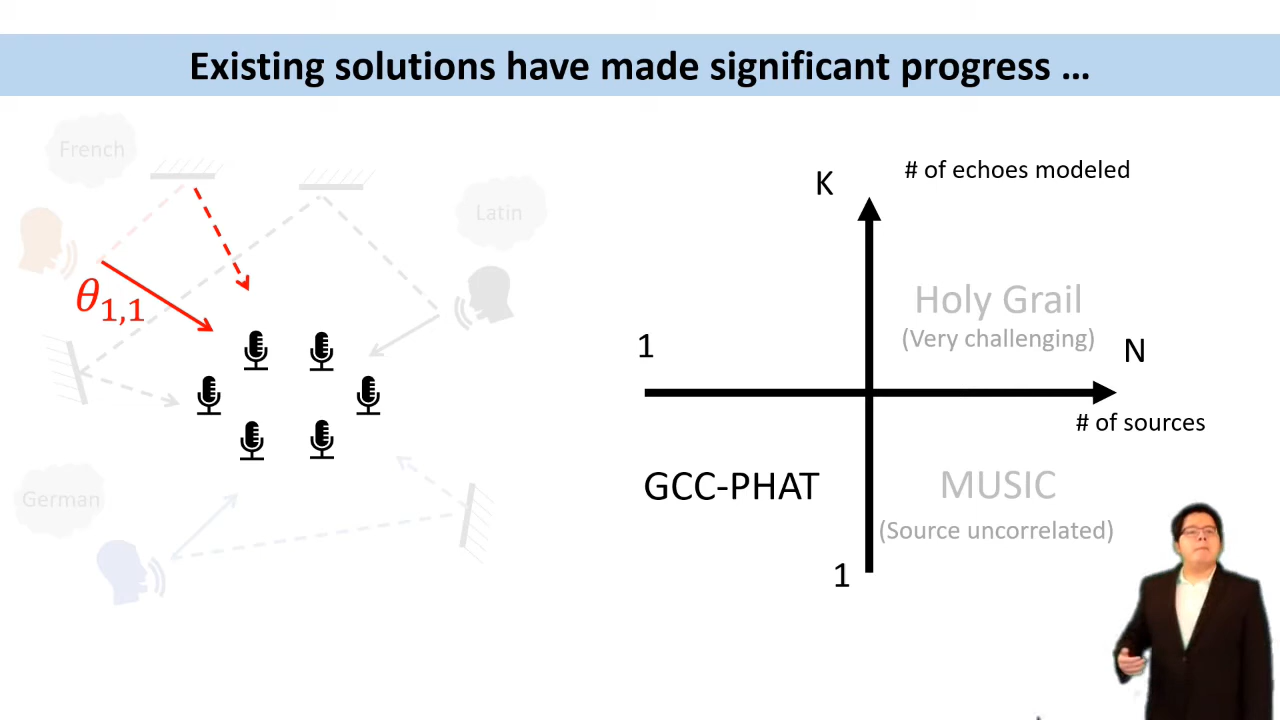 Existing solutions have made significant progress ...
French
Latin
θ1,1
German
K
# of echoes modeled
Holy Grail
(Very challenging)
1
N
# of sources
GCC-PHAT
MUSIC
(Source uncorrelated)
1